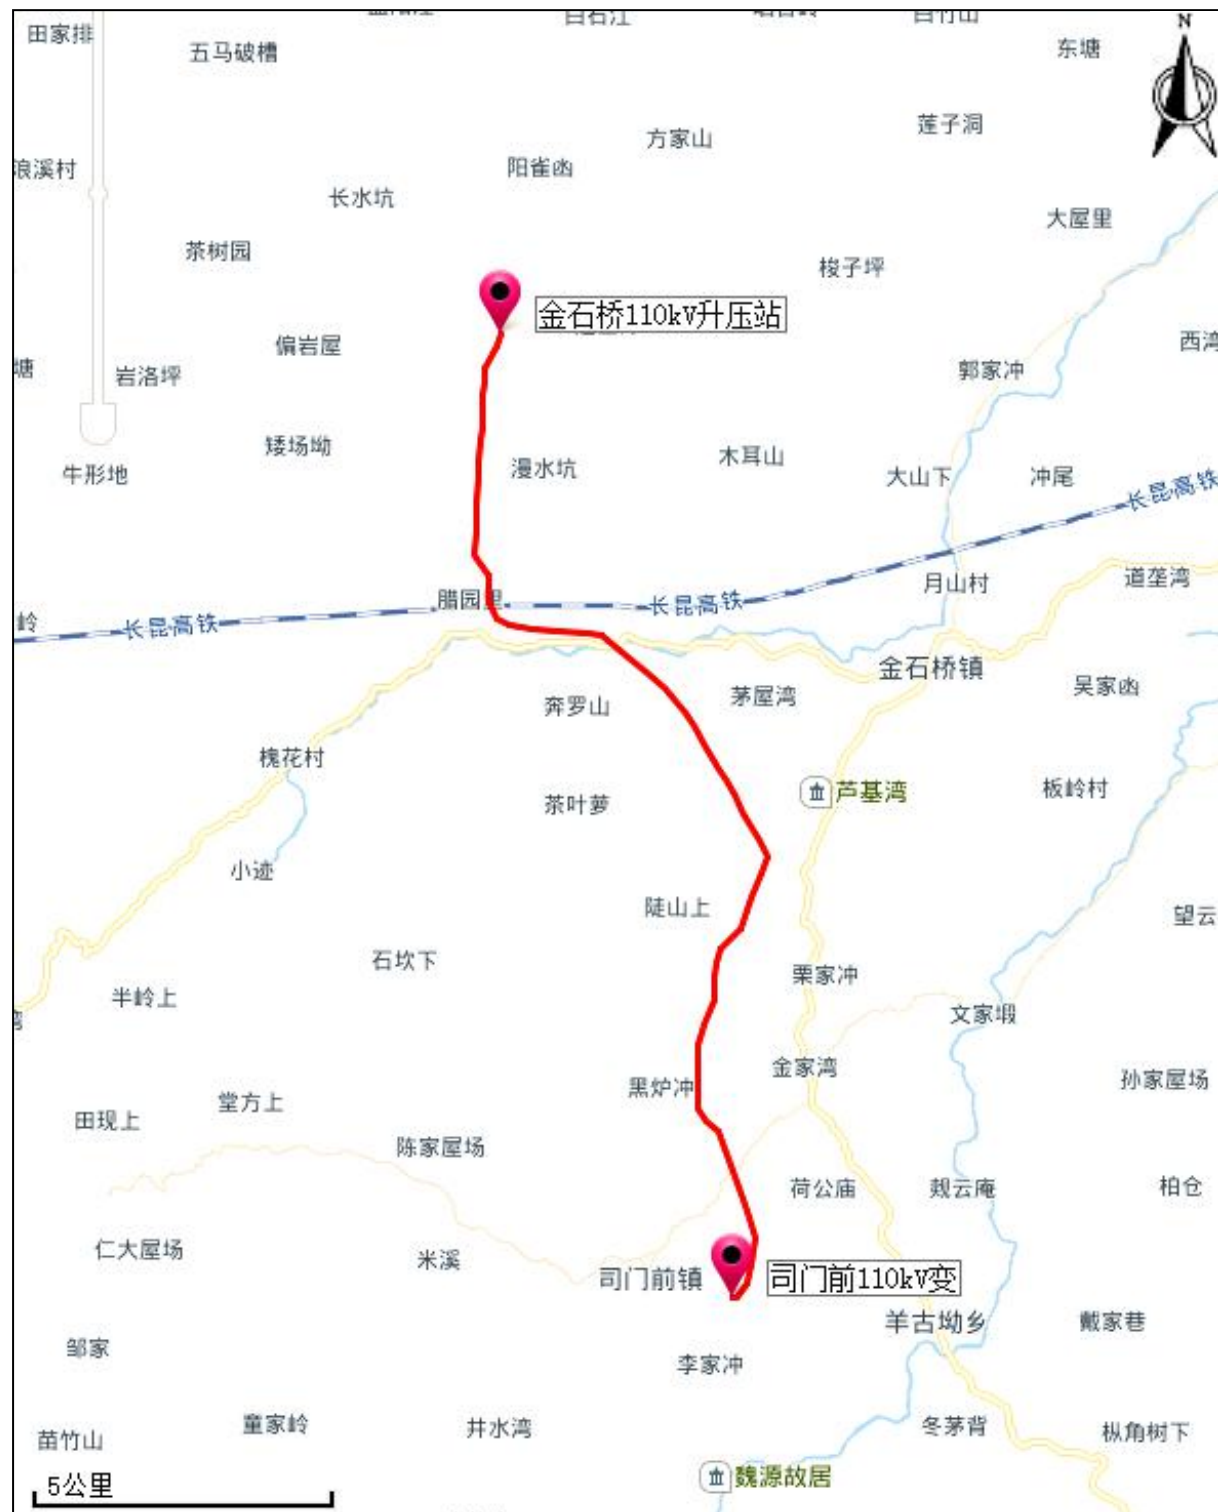 田家排
五马破槽
白竹山
N
东塘
方家山
莲子洞
浪溪村
阳雀凼
长水坑
大屋里
茶树园
梭子坪
金石桥110kV升压站
偏岩屋
西湾
塘
岩洛坪
郭家冲
矮场坳
漫水坑
木耳山
牛形地
大山下
冲尾
长昆高铁
月山村
道垄湾
岭
长昆高铁
腊园里
长昆高铁
金石桥镇
奔罗山
茅屋湾
吴家凼
槐花村
茶叶萝
芦基湾
板岭村
小迹
陡山上
望云
石坎下
栗家冲
半岭上
湾
文家塅
金家湾
黑炉冲
孙家屋场
田现上
堂方上
陈家屋场
荷公庙
觌云庵
柏仓
仁大屋场
米溪
司门前镇
司门前110kV变
羊古坳乡
戴家巷
邹家
李家冲
苗竹山
童家岭
井水湾
冬茅背
枞角树下
5公里
魏源故居